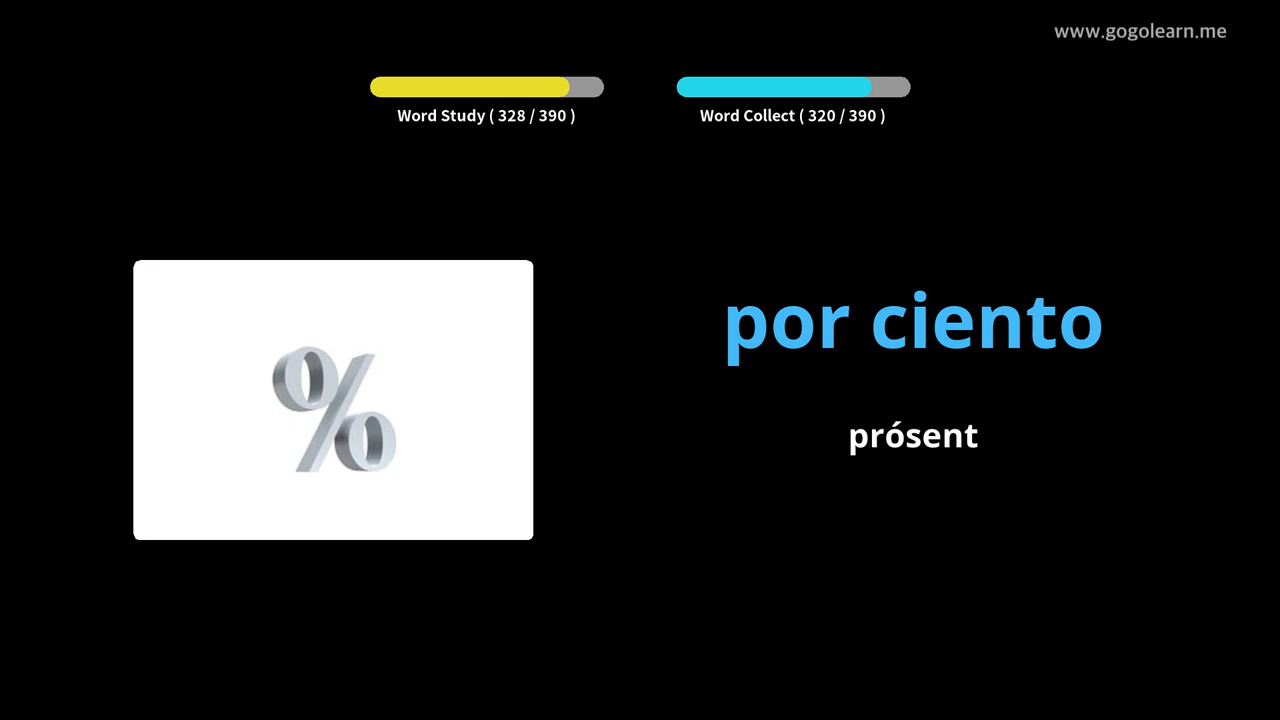 www.gogolearn.me
Word Study ( 328 / 390 )
Word Collect ( 320 / 390 )
%
por ciento
prósent